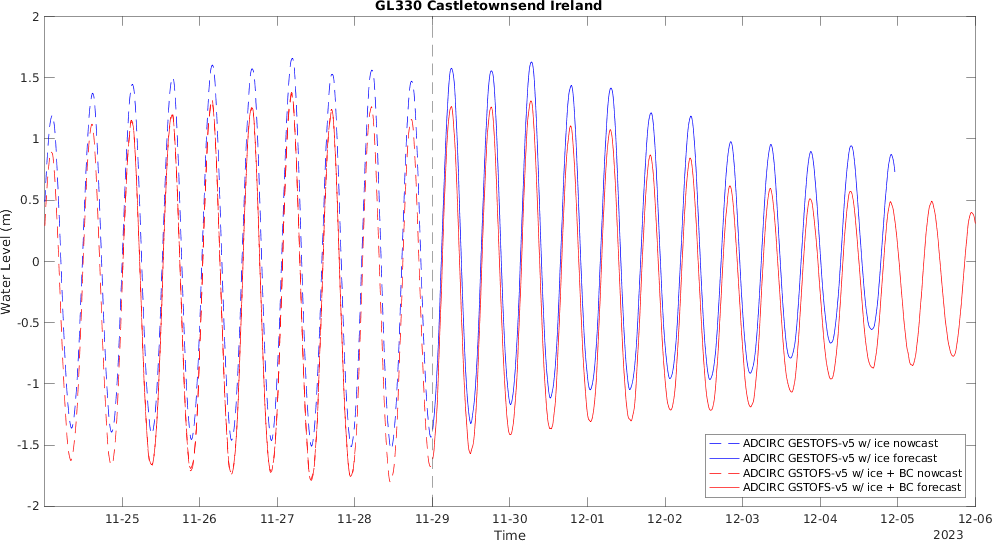 GL330 Castletownsend Ireland
2
1.5
1
0.5
0
-0.5
-1
-1.5
-2
Water Level (m)
11-25 11-26 11-27 11-28 11-29 11-30 12-01 12-02 12-03 12-04 12-05 12-06
Time
2023
ADCIRC GESTOFS-v5 w/ ice nowcast
ADCIRC GESTOFS-v5 w/ ice forecast
ADCIRC GSTOFS-v5 w/ ice + BC nowcast
ADCIRC GSTOFS-v5 w/ ice + BC forecast